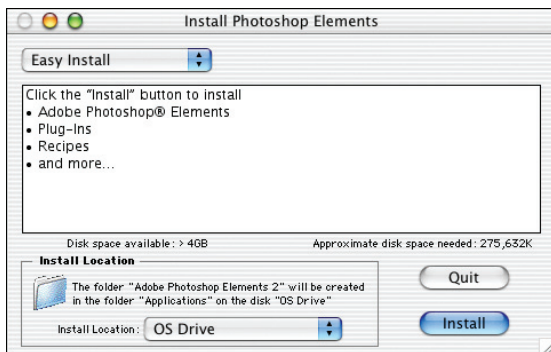 Install Photoshop Elements
Easy Install
Click the "Install" button to install
• Adobe Photoshop® Elements
• Plug-Ins
• Recipes
• and more...
Disk space available: > 4GB
Approximate disk space needed: 275,632K
Install Location
The folder "Adobe Photoshop Elements 2" will be created
in the folder "Applications" on the disk "OS Drive"
Install Location: OS Drive
Quit
Install